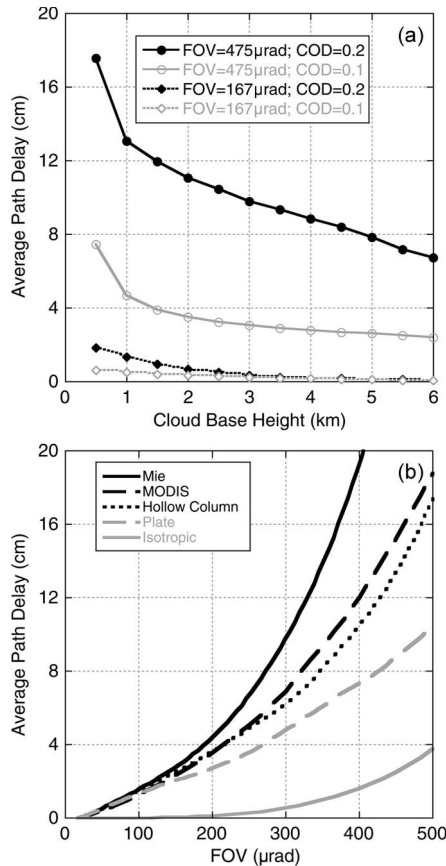 20
16
12
8
4
0
Average Path Delay (cm)
(a)
FOV=475μrad; COD=0.2
FOV=475μrad; COD=0.1
FOV=167μrad; COD=0.2
FOV=167μrad; COD=0.1
0 1 2 3 4 5 6
Cloud Base Height (km)
20
16
12
8
4
0
Average Path Delay (cm)
(b)
Mie
MODIS
Hollow Column
Plate
Isotropic
0 100 200 300 400 500
FOV (μrad)